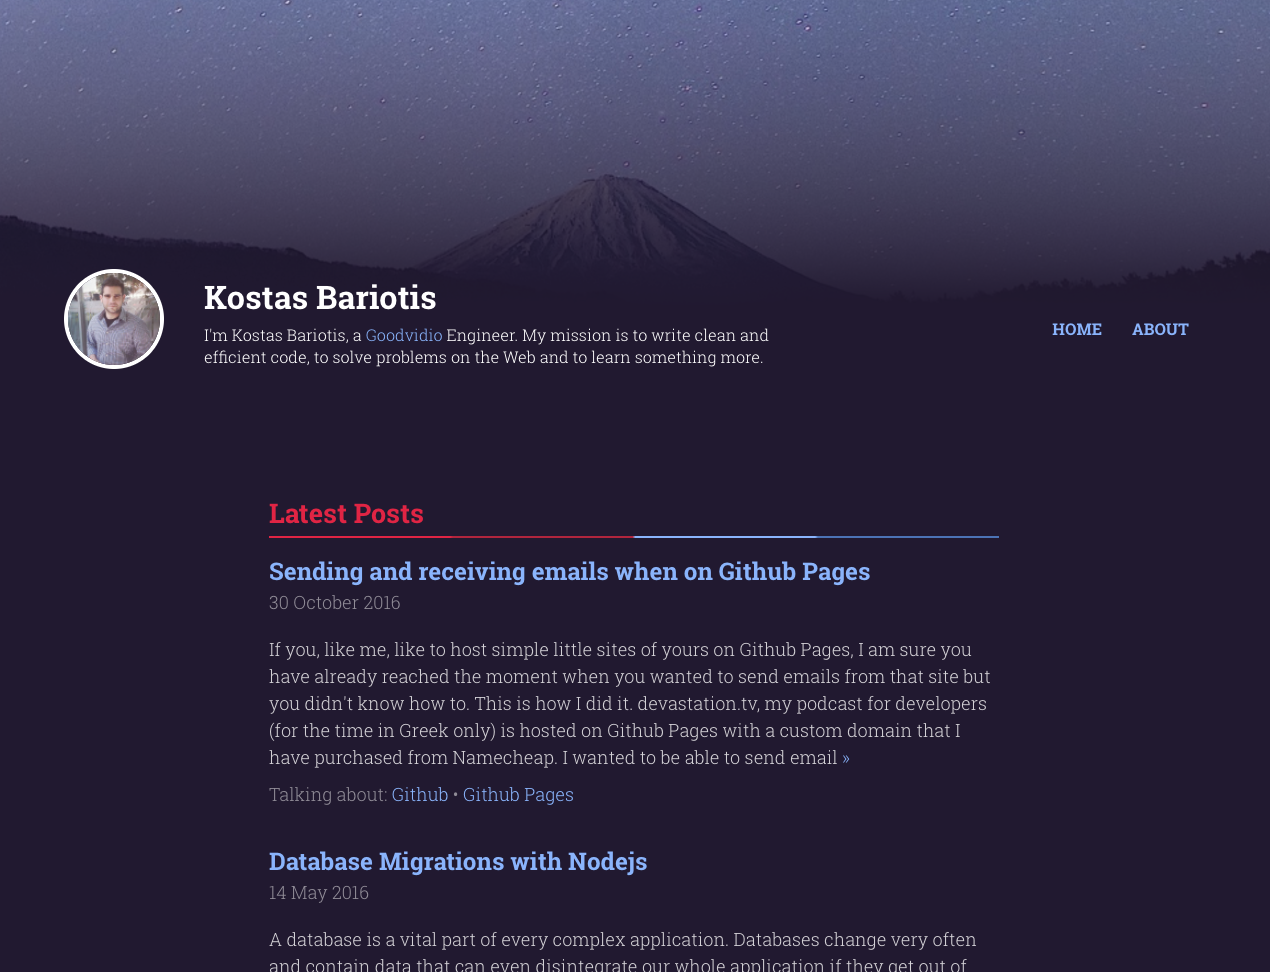 Kostas Bariotis
I'm Kostas Bariotis, a Goodvidio Engineer. My mission is to write clean and
efficient code, to solve problems on the Web and to learn something more.
HOME ABOUT
Latest Posts
Sending and receiving emails when on Github Pages
30 October 2016
If you, like me, like to host simple little sites of yours on Github Pages, I am sure you
have already reached the moment when you wanted to send emails from that site but
you didn't know how to. This is how I did it. devastation.tv, my podcast for developers
(for the time in Greek only) is hosted on Github Pages with a custom domain that I
have purchased from Namecheap. I wanted to be able to send email »
Talking about: Github • Github Pages
Database Migrations with Nodejs
14 May 2016
A database is a vital part of every complex application. Databases change very often
and contain data that can even disintegrate our whole application if they get out of